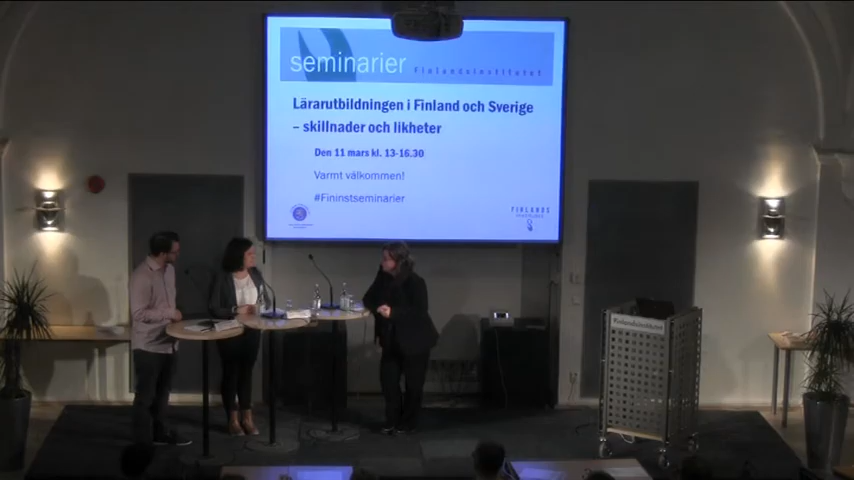 seminarier Finlandsinstitutet
Lärarutbildningen i Finland och Sverige
– skillnader och likheter
Den 11 mars kl. 13-16.30
Varmt välkommen!
#Fininstseminarier
FINLANDS
Finlandsinstitutet